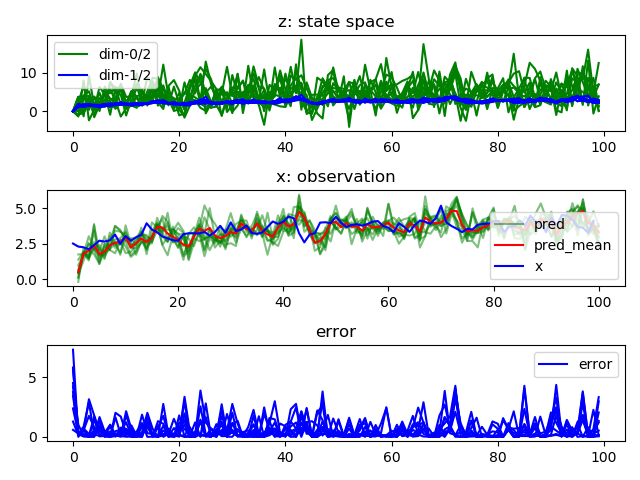 z: state space
dim-0/2
dim-1/2
10
0
0 20 40 60 80 100
x: observation
5.0
2.5
0.0
pred
pred_mean
x
0 20 40 60 80 100
error
error
5
0
0 20 40 60 80 100